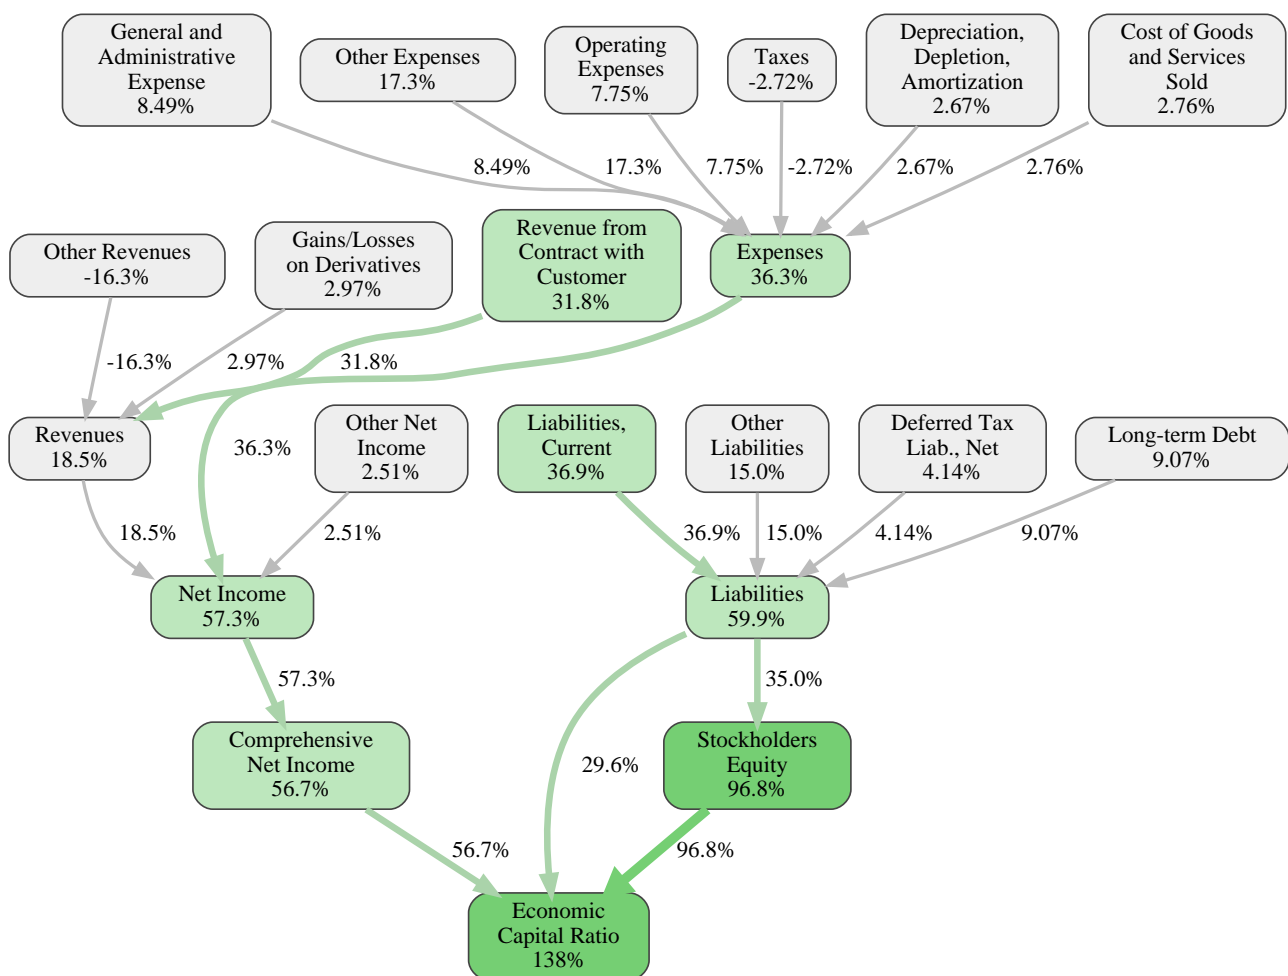 General and
Administrative
Expense
8.49%
Other Expenses
17.3%
Operating
Expenses
7.75%
Taxes
-2.72%
Depreciation,
Depletion,
Amortization
2.67%
Cost of Goods
and Services
Sold
2.76%
8.49%
17.3%
7.75%
-2.72%
2.67%
2.76%
Other Revenues
-16.3%
Gains/Losses
on Derivatives
2.97%
Revenue from
Contract with
Customer
31.8%
Expenses
36.3%
-16.3%
2.97%
31.8%
Revenues
18.5%
36.3%
Other Net
Income
2.51%
Liabilities,
Current
36.9%
Other
Liabilities
15.0%
Deferred Tax
Liab., Net
4.14%
Long-term Debt
9.07%
18.5%
2.51%
36.9%
15.0%
4.14%
9.07%
Net Income
57.3%
Liabilities
59.9%
57.3%
35.0%
Comprehensive
Net Income
56.7%
29.6%
Stockholders
Equity
96.8%
56.7%
96.8%
Economic
Capital Ratio
138%